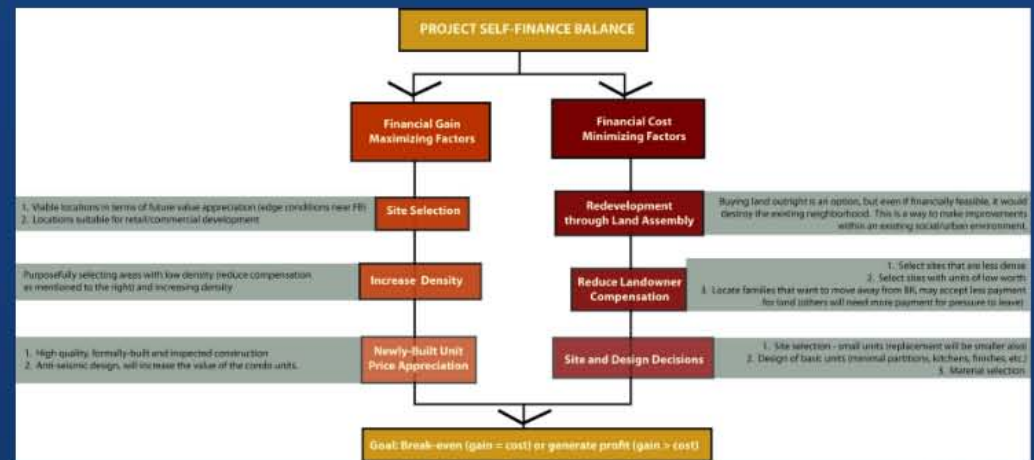 PROJECT SELF-FINANCE BALANCE
Financial Gain
Maximizing Factors
Financial Cost
Minimizing Factors
1. Viable locations in terms of future value appreciation (edge conditions near FB)
2. Locations suitable for retail/commercial development
Site Selection
Redevelopment
through Land Assembly
Buying land outright is an option, but even if financially feasible, it would
destroy the existing neighborhood. This is a way to make improvements
within an existing social/urban environment.
Purposefully selecting areas with low density (reduce compensation
as mentioned to the right) and increasing density
Increase Density
Reduce Landowner
Compensation
1. Select sites that are less dense
2. Select sites with units of low worth
3. Locate families that want to move away from BR, may accept less payment
for land (others will need more payment for pressure to leave)
1. High quality, formally-built and inspected construction
2. Anti-seismic design, will increase the value of the condo units.
Newly-Built Unit
Price Appreciation
Site and Design Decisions
1. Site selection - small units (replacement will be smaller also)
2. Design of basic units (minimal partitions, kitchens, finishes, etc.)
3. Material selection
Goal: Break-even (gain = cost) or generate profit (gain > cost)